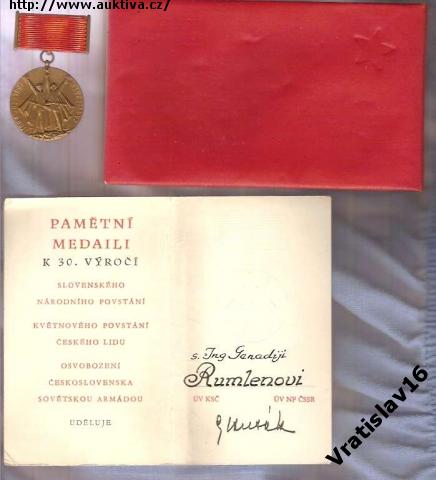 http://www.auktiva.cz/
PAMĚTNÍ
MEDAILI
K 30. VÝROČÍ
SLOVENSKÉHO
NÁRODNÍHO POVSTÁNÍ
KVĚTNOVÉHO POVSTÁNÍ
ČESKÉHO LIDU
OSVOBOZENÍ
ČESKOSLOVENSKA
SOVĚTSKOU ARMÁDOU
UDĚLUJE
s. Ing Genadiji
Rumlenovi
ÚV KSČ ÚV NF ČSSR
GHusák
Vratislav16